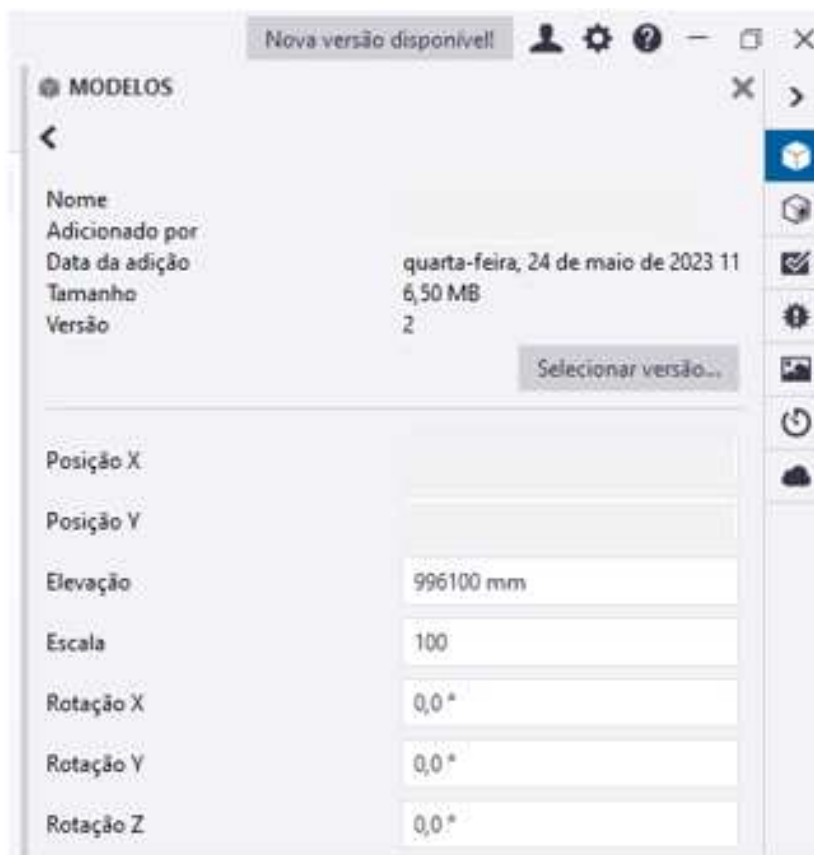 Nova versão disponível!
MODELOS
Nome
Adicionado por
Data da adição quarta-feira, 24 de maio de 2023 11
Tamanho 6,50 MB
Versão 2
Selecionar versão...
Posição X
Posição Y
Elevação 996100 mm
Escala 100
Rotação X 0,0 °
Rotação Y 0,0 °
Rotação Z 0,0 °